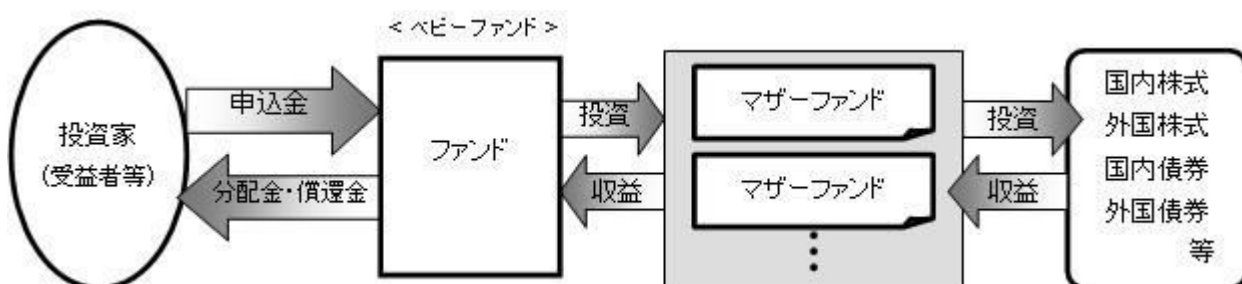 投資家
(受益者等)
申込金
分配金・償還金
< ベビーファンド >
ファンド
投資
収益
マザーファンド
マザーファンド
投資
収益
国内株式
外国株式
国内債券
外国債券
等